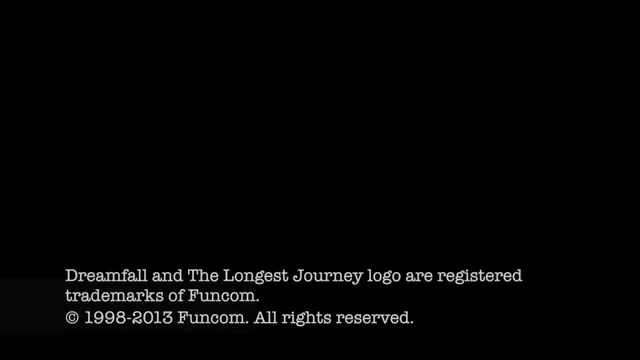 Dreamfall and The Longest Journey logo are registered
trademarks of Funcom.
© 1998-2013 Funcom. All rights reserved.